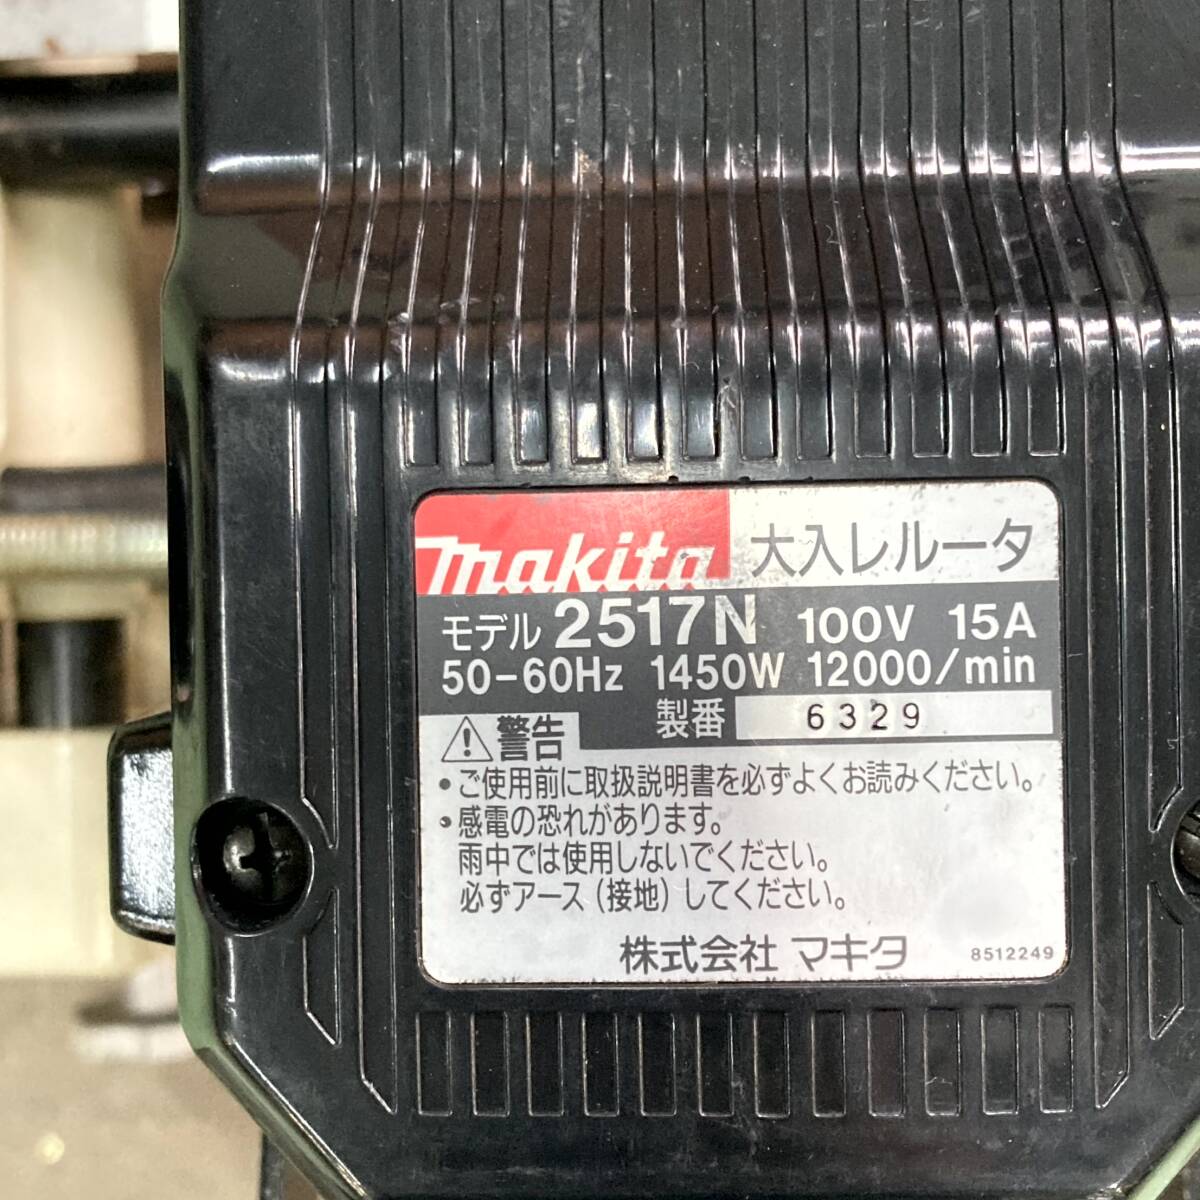 makita 大入レルータ
モデル 2517N 100V 15A
50-60Hz 1450W 12000/min
製番 6329
警告
・ご使用前に取扱説明書を必ずよくお読みください。
・感電の恐れがあります。
雨中では使用しないでください。
必ずアース(接地)してください。
株式会社 マキタ 8512249